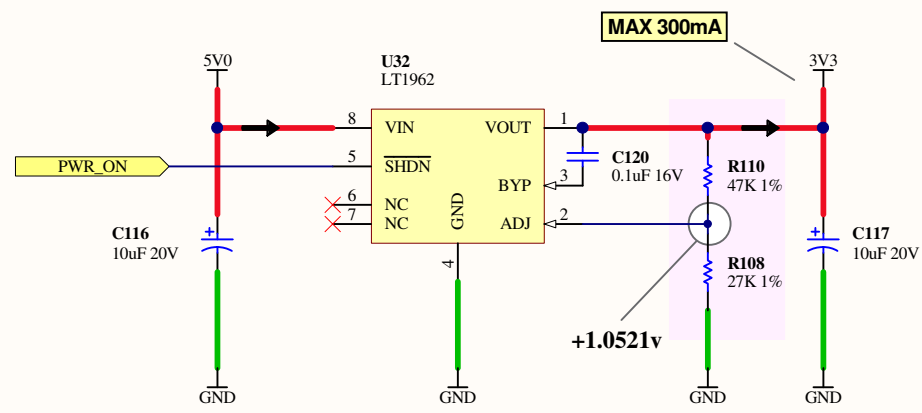 MAX 300mA
5V0
U32
LT1962
3V3
8 VIN VOUT 1
PWR_ON
5 SHDN
C120
0.1uF 16V
R110
47K 1%
BYP 3
6 NC
7 NC
GND
ADJ 2
4
C116
10uF 20V
C117
10uF 20V
R108
27K 1%
+1.0521v
GND GND GND GND